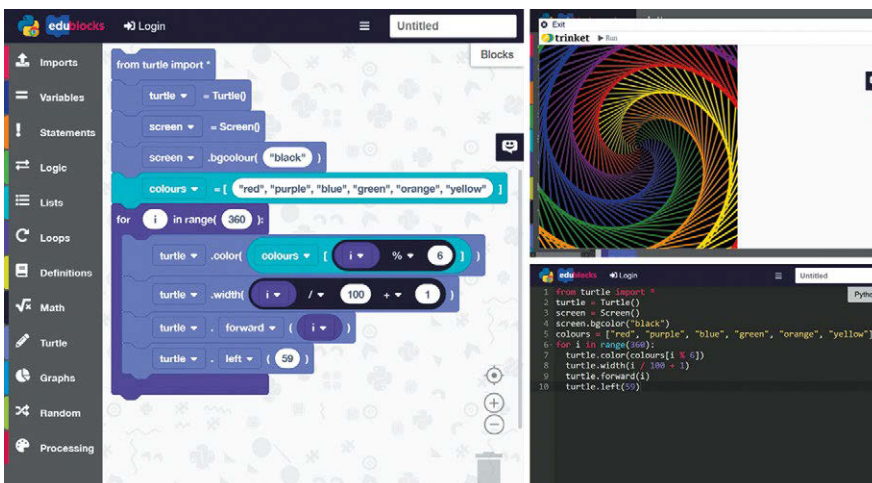 edublocks Login Untitled
Blocks
Imports
Variables
Statements
Logic
Lists
Loops
Definitions
Math
Turtle
Graphs
Random
Processing
from turtle import *
turtle = Turtle()
screen = Screen()
screen .bgcolour( "black" )
colours = [ "red", "purple", "blue", "green", "orange", "yellow" ]
for i in range( 360 ):
turtle .color( colours [ i % 6 ] )
turtle .width( i / 100 + 1 )
turtle . forward ( i )
turtle . left ( 59 )
Exit
trinket Run
edublocks Login Untitled
1 from turtle import *
2 turtle = Turtle()
3 screen = Screen()
4 screen.bgcolor("black")
5 colours = ["red", "purple", "blue", "green", "orange", "yellow"]
6 for i in range(360):
7 turtle.color(colours[i % 6])
8 turtle.width(i / 100 + 1)
9 turtle.forward(i)
10 turtle.left(59)